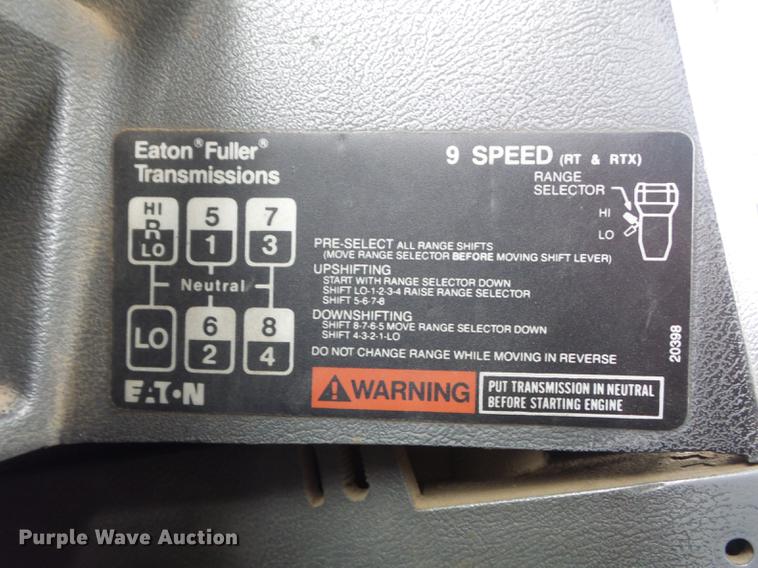 Eaton® Fuller®
Transmissions
9 SPEED (RT & RTX)
RANGE
SELECTOR
HI
LO
HI
R
LO
5
1
7
3
Neutral
LO
6
2
8
4
PRE-SELECT ALL RANGE SHIFTS
(MOVE RANGE SELECTOR BEFORE MOVING SHIFT LEVER)
UPSHIFTING
START WITH RANGE SELECTOR DOWN
SHIFT LO-1-2-3-4 RAISE RANGE SELECTOR
SHIFT 5-6-7-8
DOWNSHIFTING
SHIFT 8-7-6-5 MOVE RANGE SELECTOR DOWN
SHIFT 4-3-2-1-LO
DO NOT CHANGE RANGE WHILE MOVING IN REVERSE
20398
EATON
WARNING
PUT TRANSMISSION IN NEUTRAL
BEFORE STARTING ENGINE
Purple Wave Auction